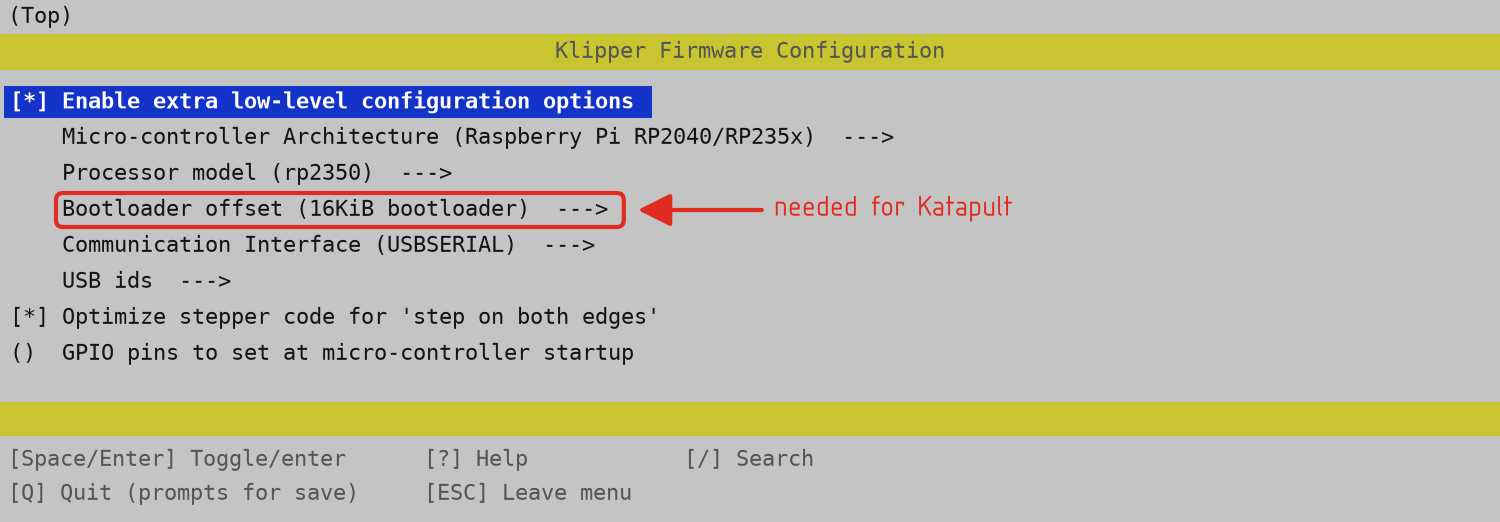 (Top)
Klipper Firmware Configuration
[*] Enable extra low-level configuration options
Micro-controller Architecture (Raspberry Pi RP2040/RP235x)  --->
Processor model (rp2350)  --->
Bootloader offset (16KiB bootloader)  --->  needed for Katapult
Communication Interface (USBSERIAL)  --->
USB ids  --->
[*] Optimize stepper code for 'step on both edges'
()  GPIO pins to set at micro-controller startup
[Space/Enter] Toggle/enter      [?] Help            [/] Search
[Q] Quit (prompts for save)     [ESC] Leave menu